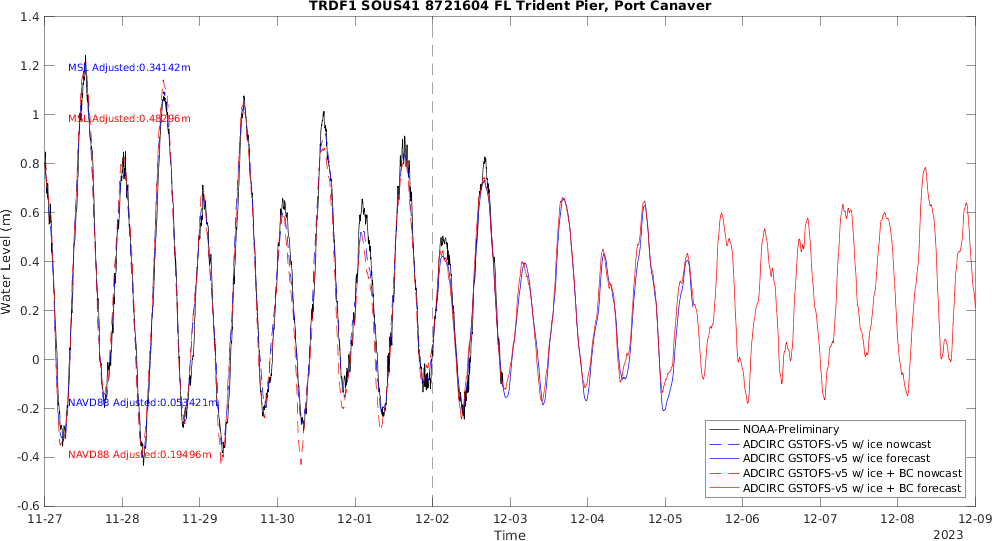 TRDF1 SOUS41 8721604 FL Trident Pier, Port Canaver
1.4
1.2
1
0.8
0.6
0.4
0.2
0
-0.2
-0.4
-0.6
Water Level (m)
MSL Adjusted:0.34142m
MSL Adjusted:0.48296m
NAVD88 Adjusted:0.053421m
NAVD88 Adjusted:0.19496m
NOAA-Preliminary
ADCIRC GSTOFS-v5 w/ ice nowcast
ADCIRC GSTOFS-v5 w/ ice forecast
ADCIRC GSTOFS-v5 w/ ice + BC nowcast
ADCIRC GSTOFS-v5 w/ ice + BC forecast
11-27 11-28 11-29 11-30 12-01 12-02 12-03 12-04 12-05 12-06 12-07 12-08 12-09
Time
2023